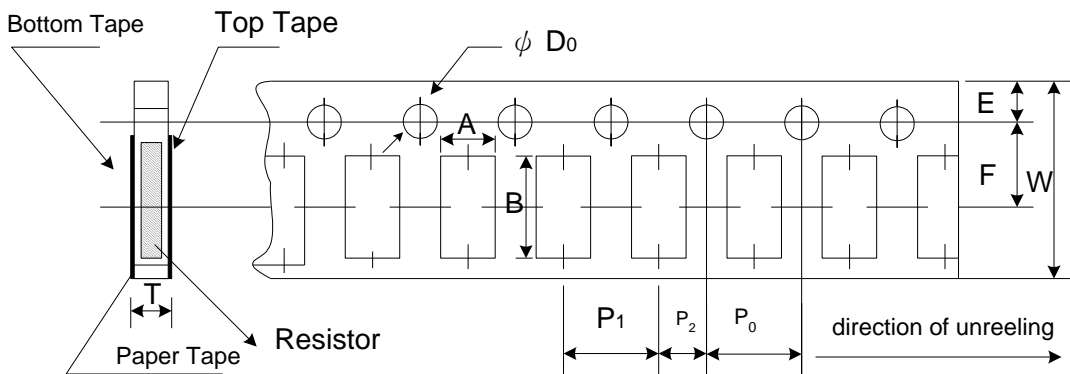 Bottom Tape
Top Tape
ψ D0
E
A
F
W
B
T
P1
P2
P0
Resistor
direction of unreeling
Paper Tape